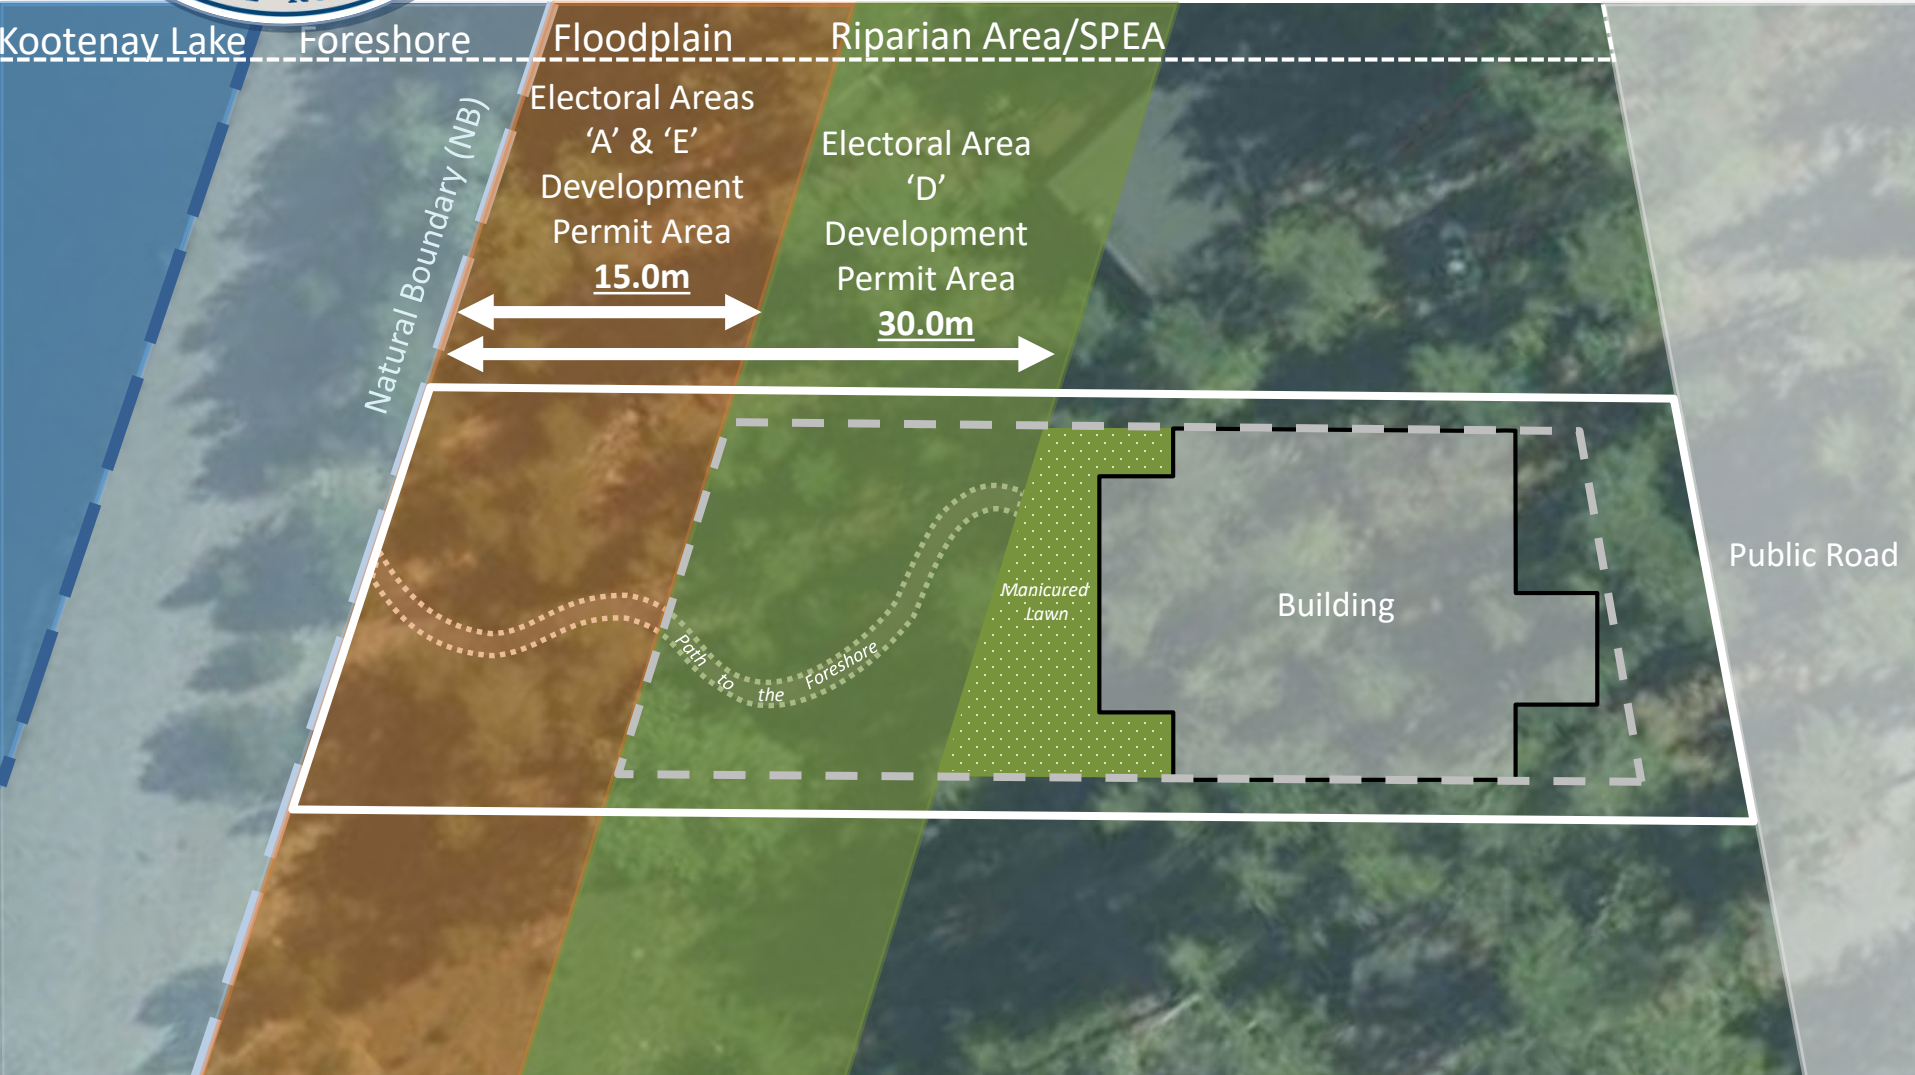 Kootenay Lake
Foreshore
Floodplain
Riparian Area/SPEA
Natural Boundary (NB)
Electoral Areas
‘A’ & ‘E’
Development
Permit Area
15.0m
Electoral Area
‘D’
Development
Permit Area
30.0m
Path to the Foreshore
Manicured
Lawn
Building
Public Road